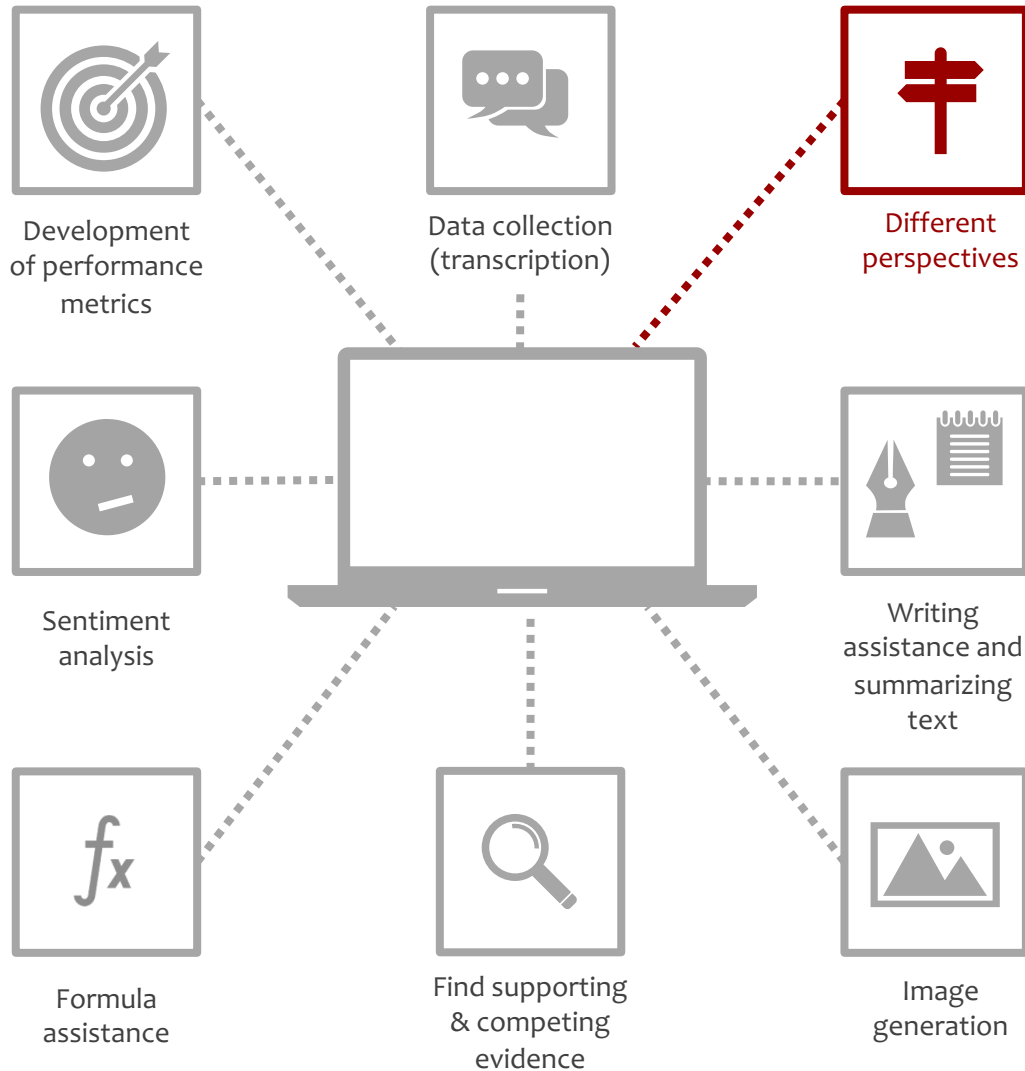 Development
of performance
metrics
Data collection
(transcription)
Different
perspectives
Sentiment
analysis
Writing
assistance and
summarizing
text
fx
Formula
assistance
Find supporting
& competing
evidence
Image
generation